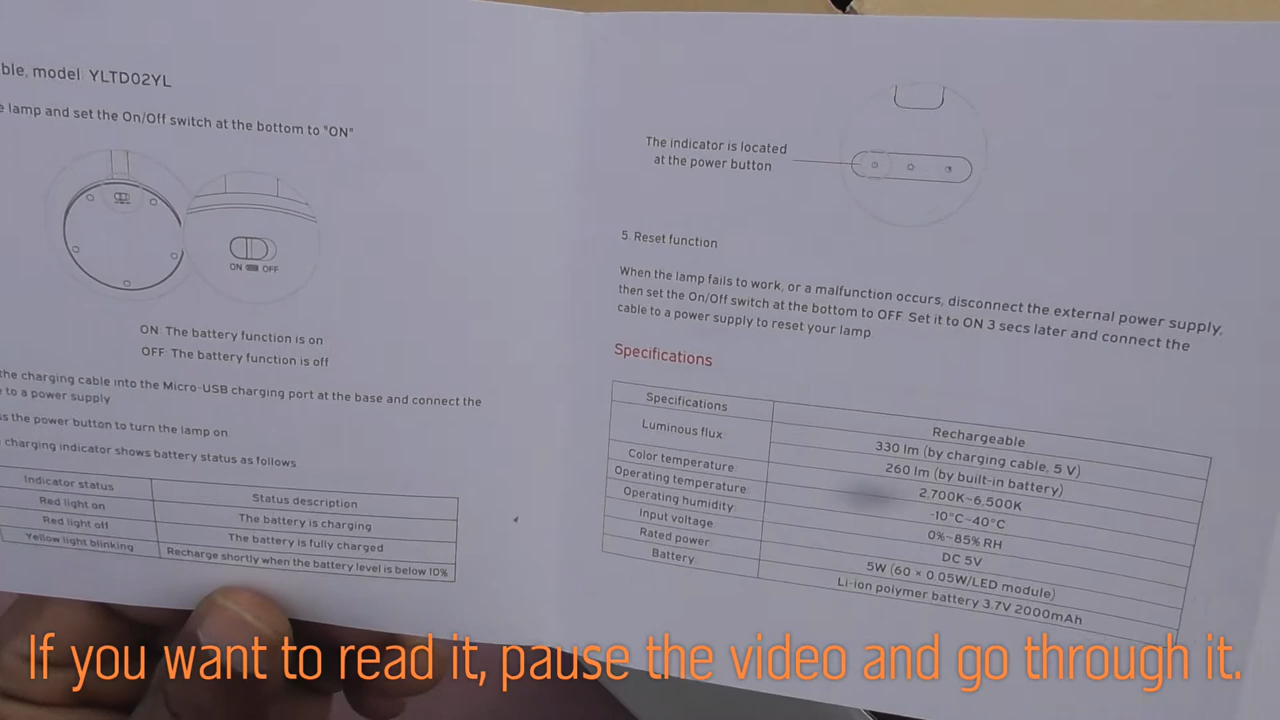 ble, model YLTD02YL
e lamp and set the On/Off switch at the bottom to "ON"
ON OFF
ON: The battery function is on
OFF: The battery function is off
the charging cable into the Micro-USB charging port at the base and connect the
e to a power supply
ss the power button to turn the lamp on
charging indicator shows battery status as follows
Indicator status Status description
Red light on The battery is charging
Red light off The battery is fully charged
Yellow light blinking Recharge shortly when the battery level is below 10%
The indicator is located
at the power button
5. Reset function
When the lamp fails to work, or a malfunction occurs, disconnect the external power supply,
then set the On/Off switch at the bottom to OFF. Set it to ON 3 secs later and connect the
cable to a power supply to reset your lamp
Specifications
Specifications Rechargeable
Luminous flux 330 lm (by charging cable, 5 V)
260 lm (by built-in battery)
Color temperature 2,700K~6,500K
Operating temperature -10°C~40°C
Operating humidity 0%~85% RH
Input voltage DC 5V
Rated power 5W (60 × 0.05W/LED module)
Battery Li-ion polymer battery 3.7V 2000mAh
If you want to read it, pause the video and go through it.